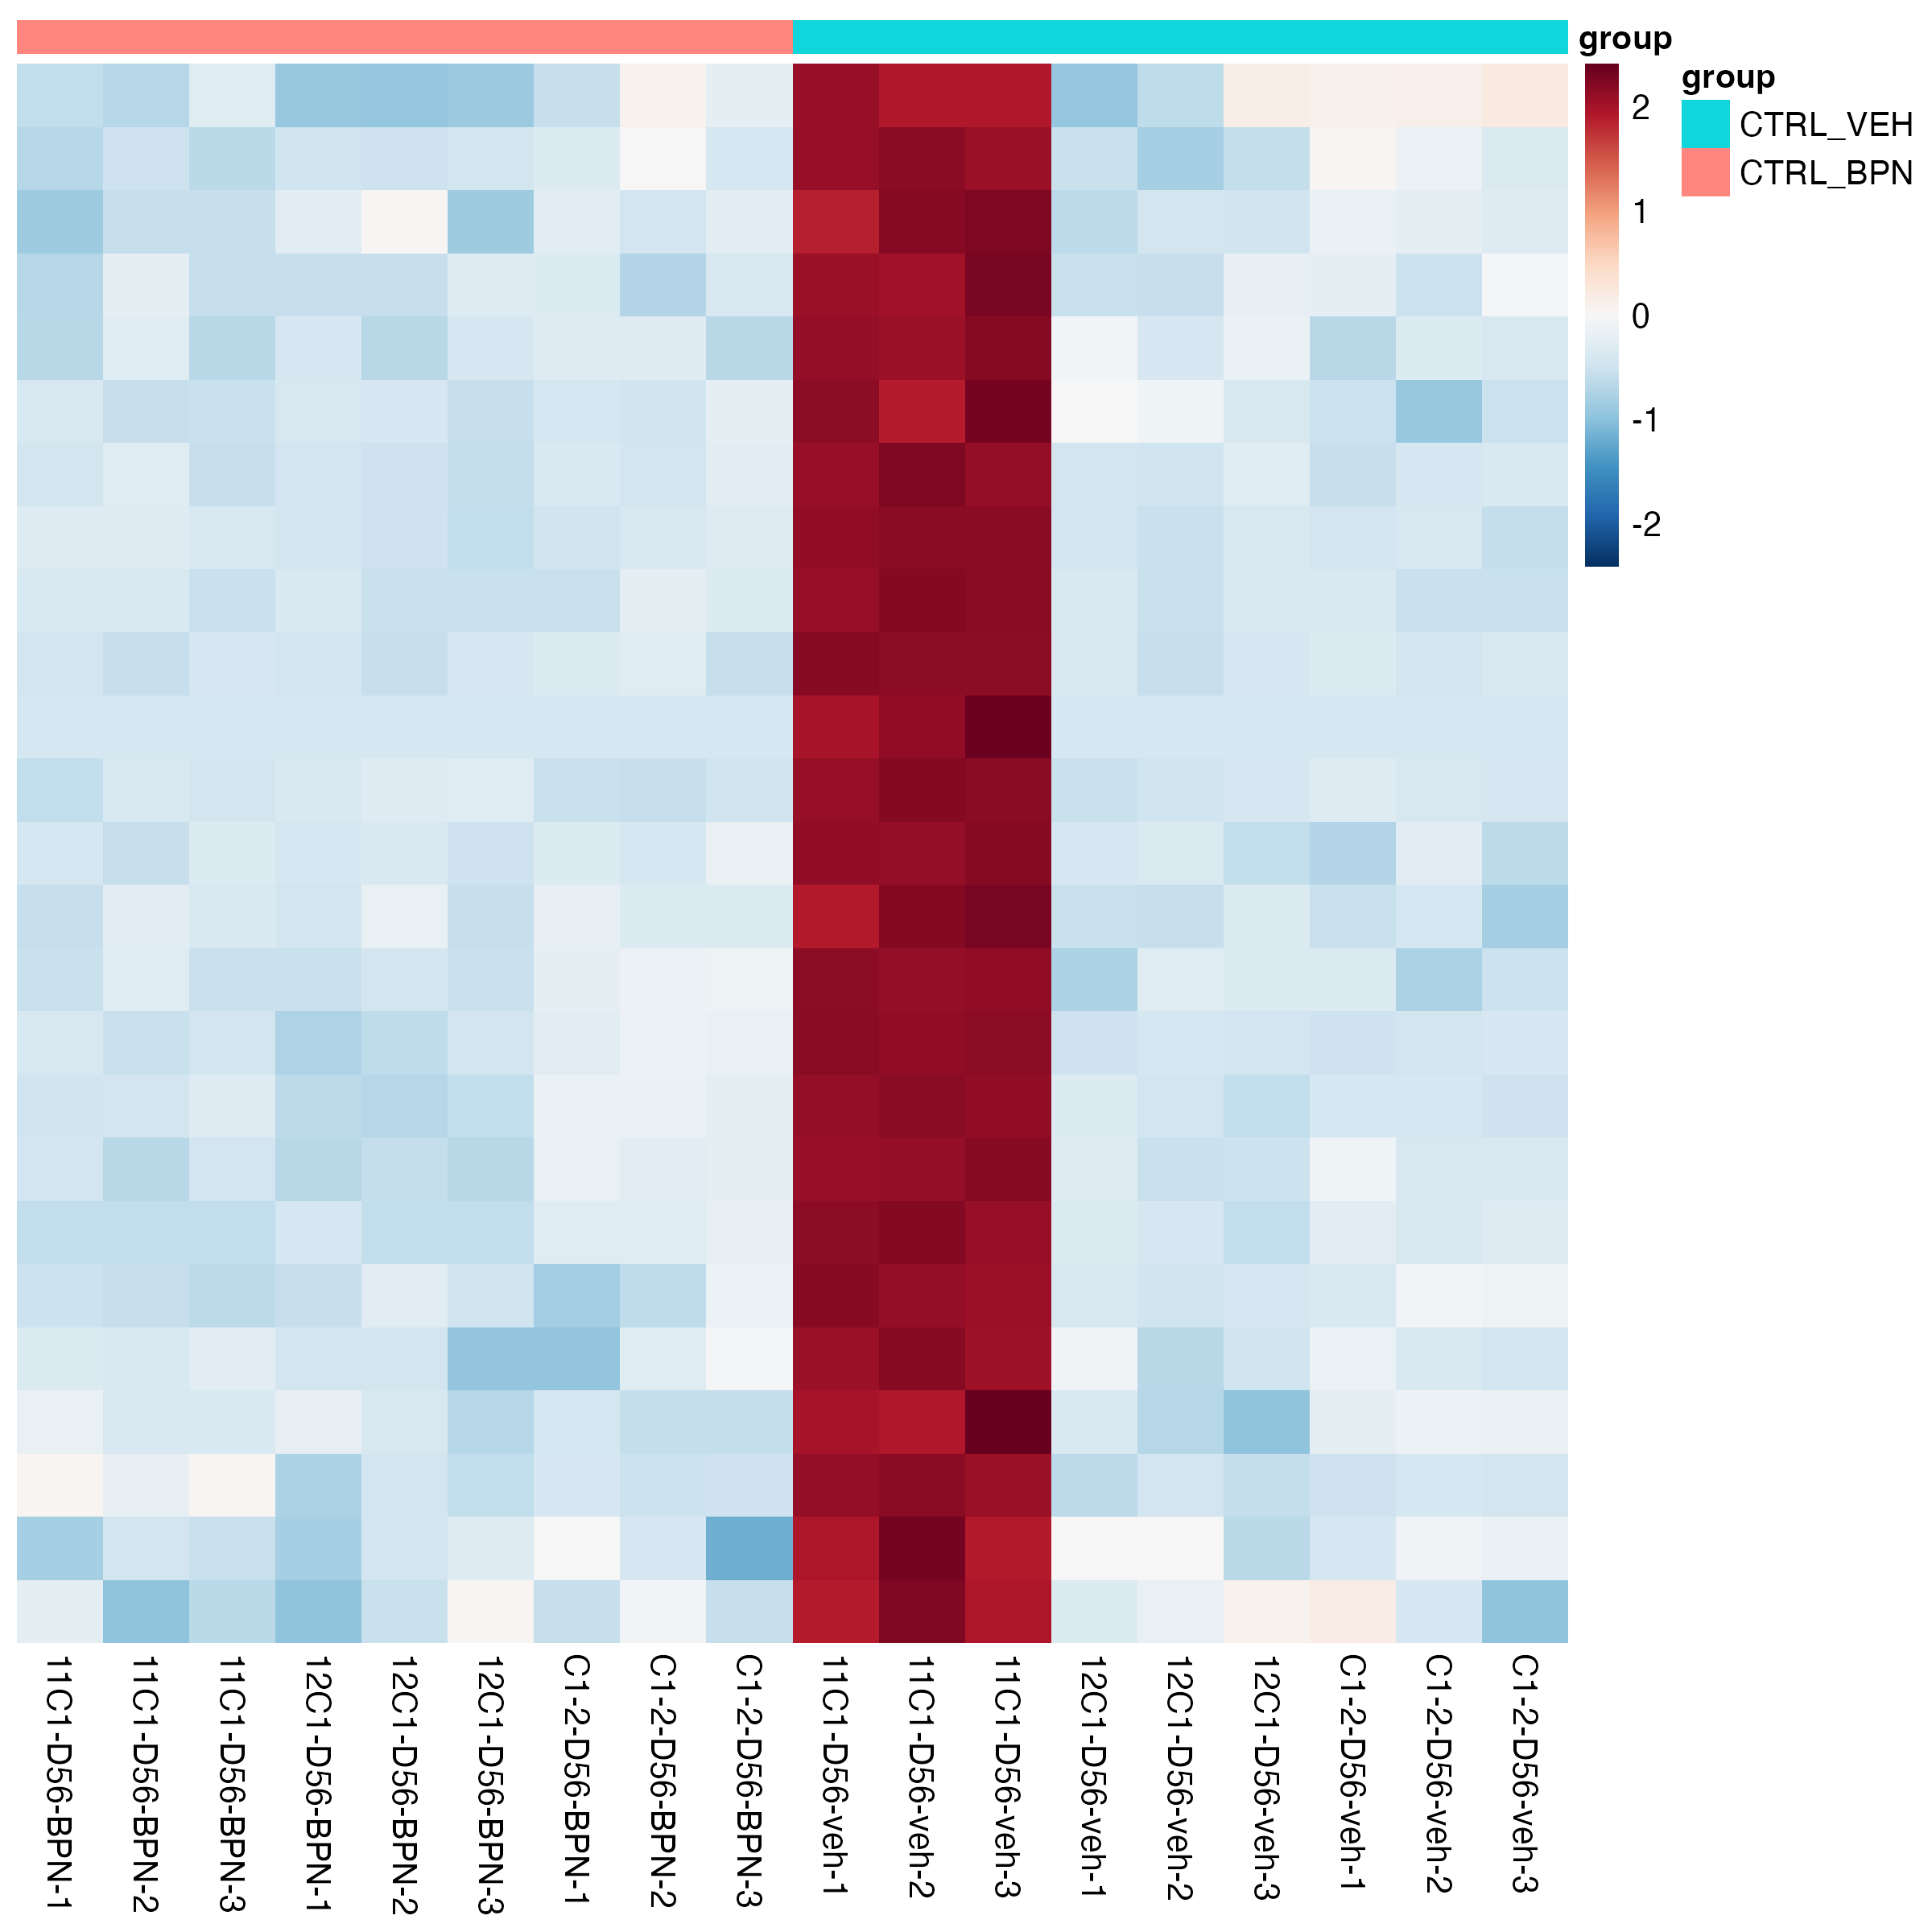 group
group
CTRL_VEH
CTRL_BPN
2
1
0
-1
-2
11C1-D56-BPN-1
11C1-D56-BPN-2
11C1-D56-BPN-3
12C1-D56-BPN-1
12C1-D56-BPN-2
12C1-D56-BPN-3
C1-2-D56-BPN-1
C1-2-D56-BPN-2
C1-2-D56-BPN-3
11C1-D56-veh-1
11C1-D56-veh-2
11C1-D56-veh-3
12C1-D56-veh-1
12C1-D56-veh-2
12C1-D56-veh-3
C1-2-D56-veh-1
C1-2-D56-veh-2
C1-2-D56-veh-3